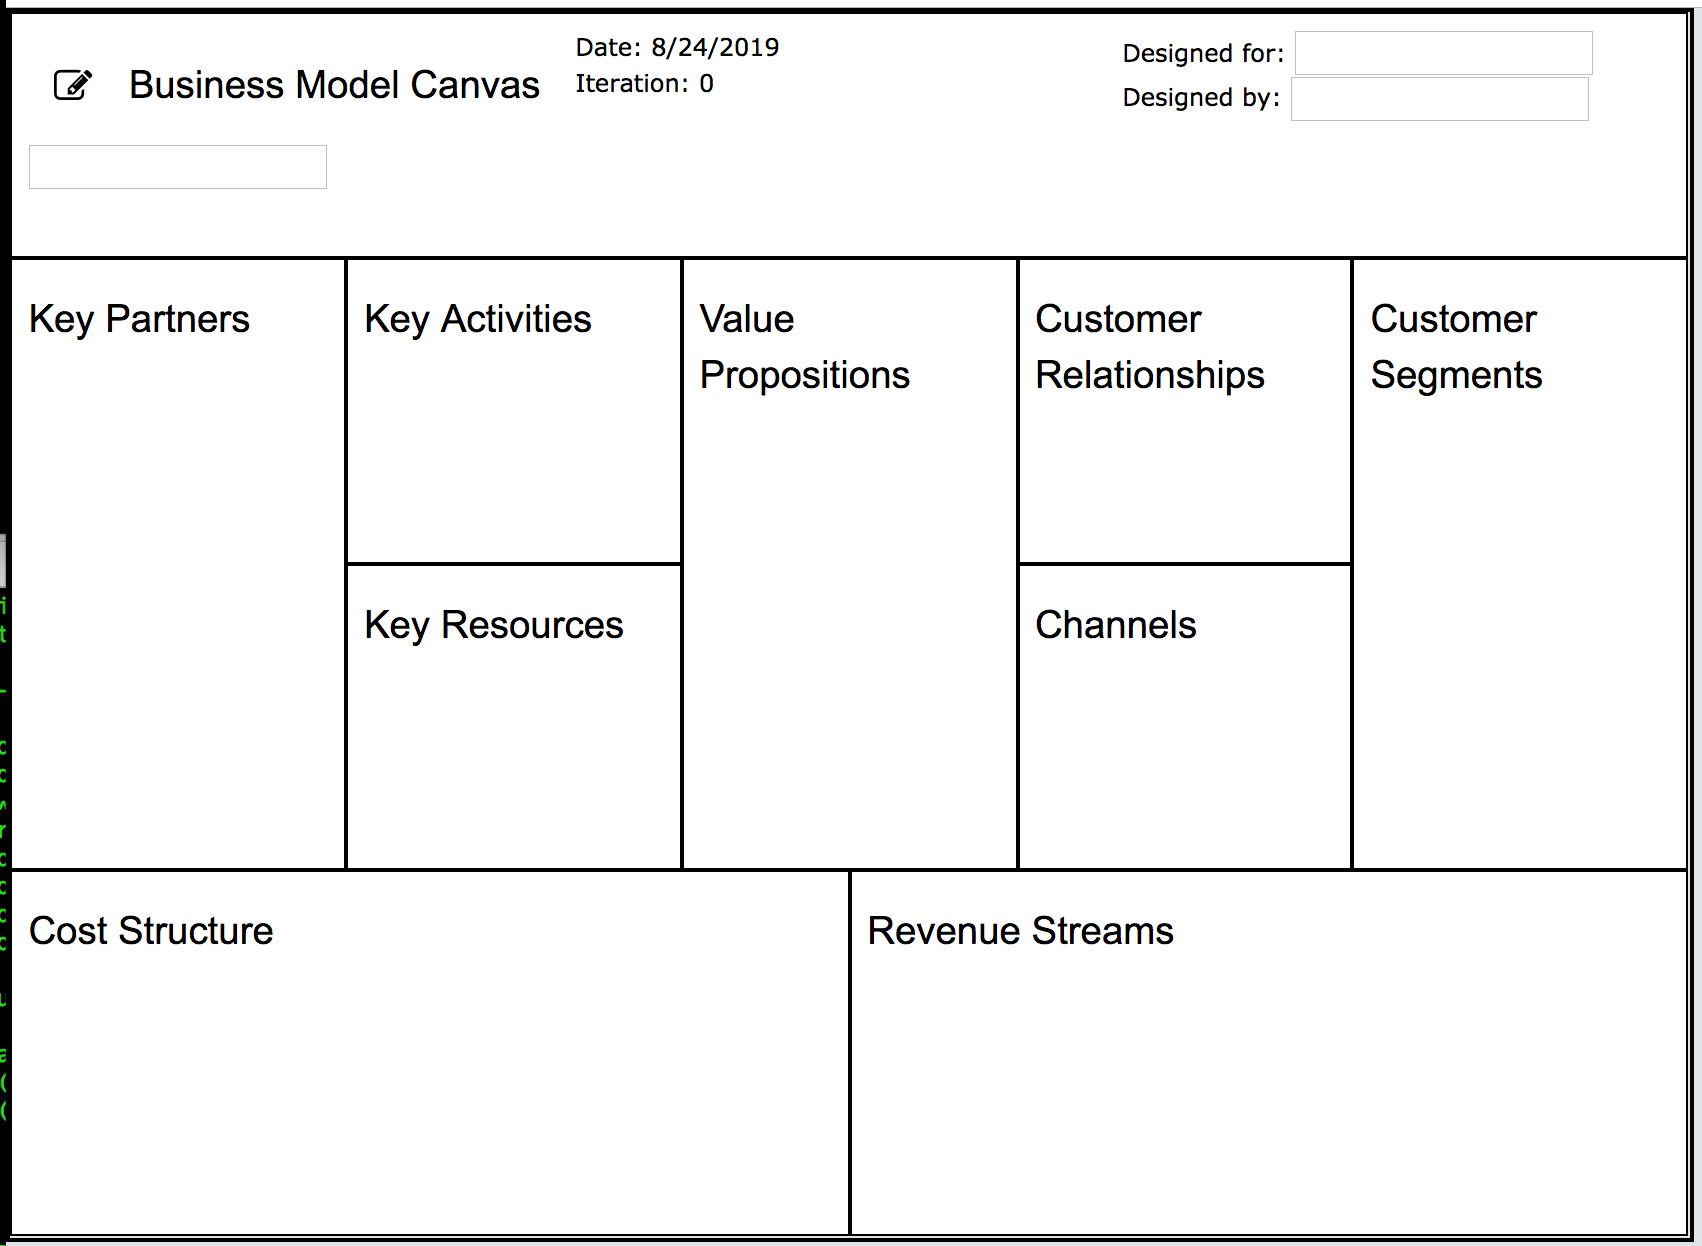 Business Model Canvas
Date: 8/24/2019
Iteration: 0
Designed for:
Designed by:
Key Partners
Key Activities
Value
Propositions
Customer
Relationships
Customer
Segments
Key Resources
Channels
Cost Structure
Revenue Streams